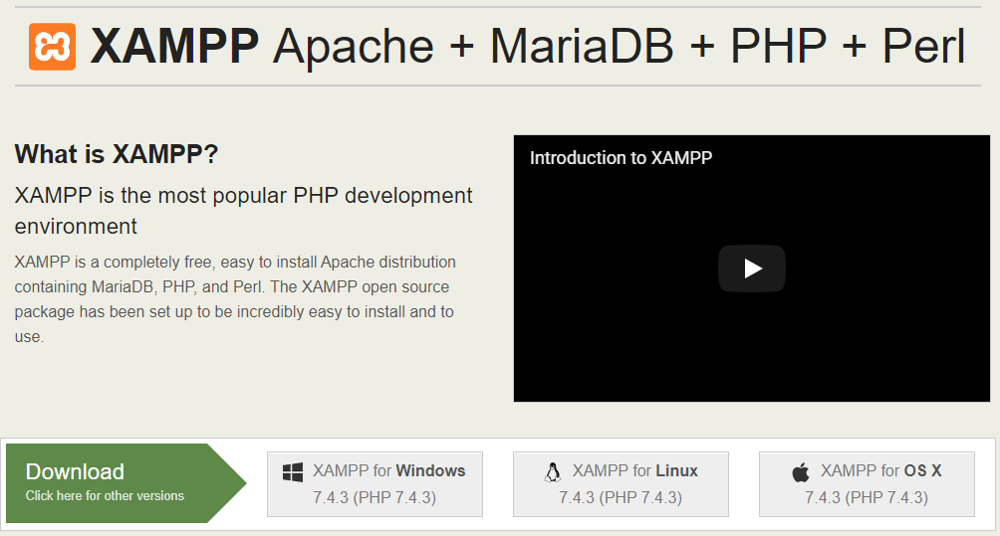 XAMPP Apache + MariaDB + PHP + Perl
What is XAMPP?
XAMPP is the most popular PHP development
environment
XAMPP is a completely free, easy to install Apache distribution
containing MariaDB, PHP, and Perl. The XAMPP open source
package has been set up to be incredibly easy to install and to
use.
Introduction to XAMPP
Download
Click here for other versions
XAMPP for Windows
7.4.3 (PHP 7.4.3)
XAMPP for Linux
7.4.3 (PHP 7.4.3)
XAMPP for OS X
7.4.3 (PHP 7.4.3)